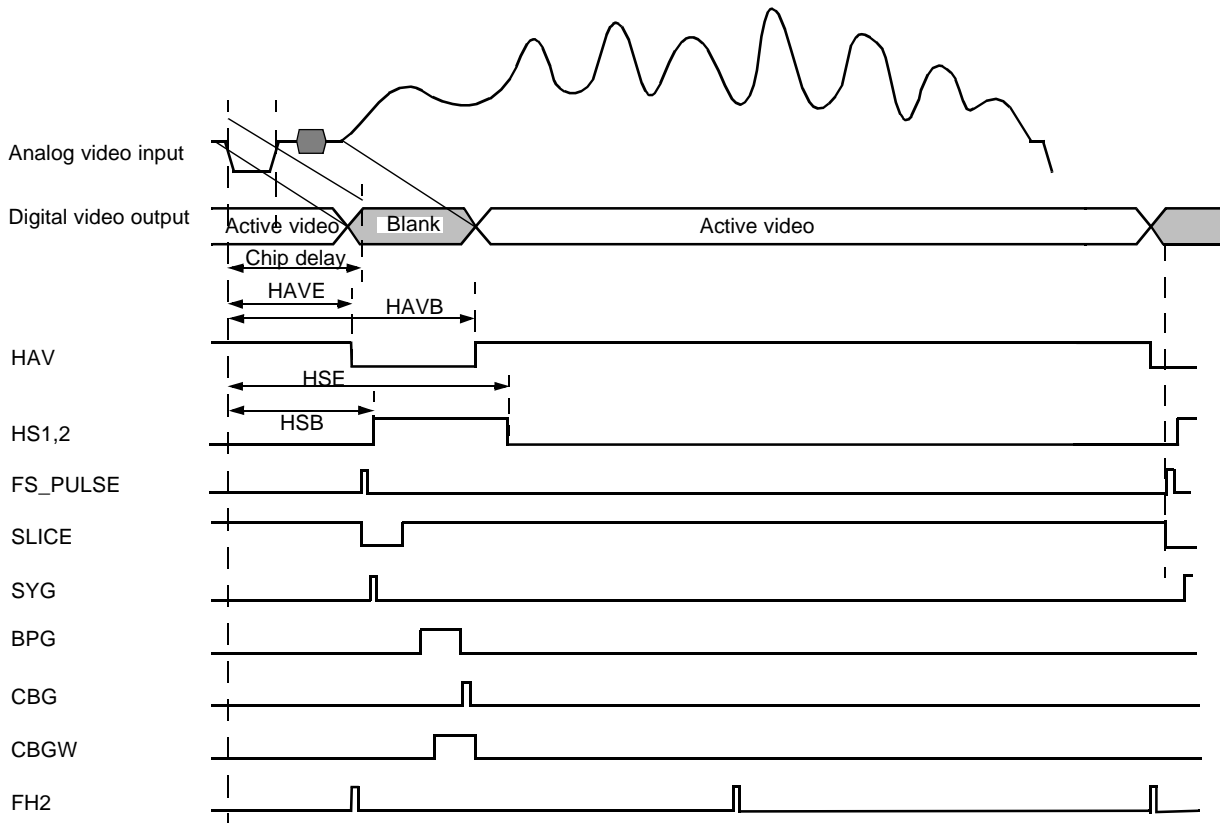 Analog video input
Digital video output
Active video
Blank
Active video
Chip delay
HAVE
HAVB
HAV
HSE
HSB
HS1,2
FS_PULSE
SLICE
SYG
BPG
CBG
CBGW
FH2